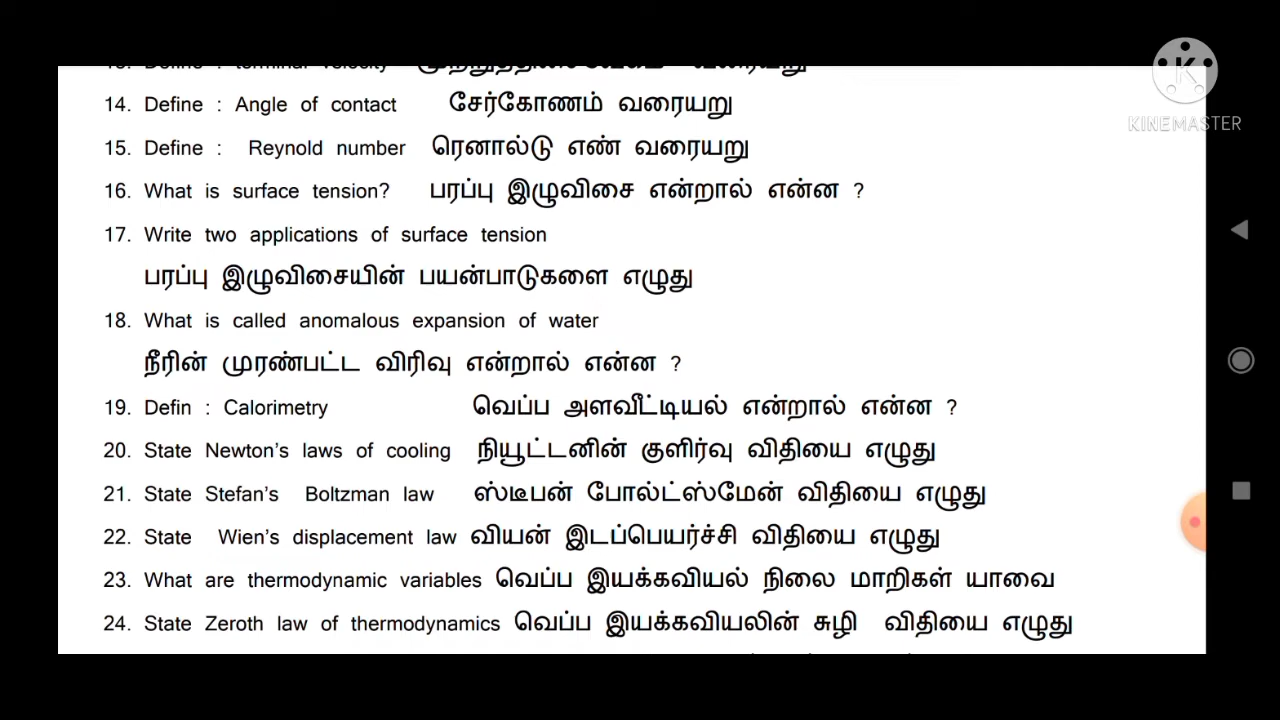 KINEMASTER
14. Define : Angle of contact சேர்கோணம் வரையறு
15. Define : Reynold number ரெனால்டு எண் வரையறு
16. What is surface tension? பரப்பு இழுவிசை என்றால் என்ன ?
17. Write two applications of surface tension
பரப்பு இழுவிசையின் பயன்பாடுகளை எழுது
18. What is called anomalous expansion of water
நீரின் முரண்பட்ட விரிவு என்றால் என்ன ?
19. Defin : Calorimetry வெப்ப அளவீட்டியல் என்றால் என்ன ?
20. State Newton's laws of cooling நியூட்டனின் குளிர்வு விதியை எழுது
21. State Stefan's Boltzman law ஸ்டீபன் போல்ட்ஸ்மேன் விதியை எழுது
22. State Wien's displacement law வியன் இடப்பெயர்ச்சி விதியை எழுது
23. What are thermodynamic variables வெப்ப இயக்கவியல் நிலை மாறிகள் யாவை
24. State Zeroth law of thermodynamics வெப்ப இயக்கவியலின் சுழி விதியை எழுது